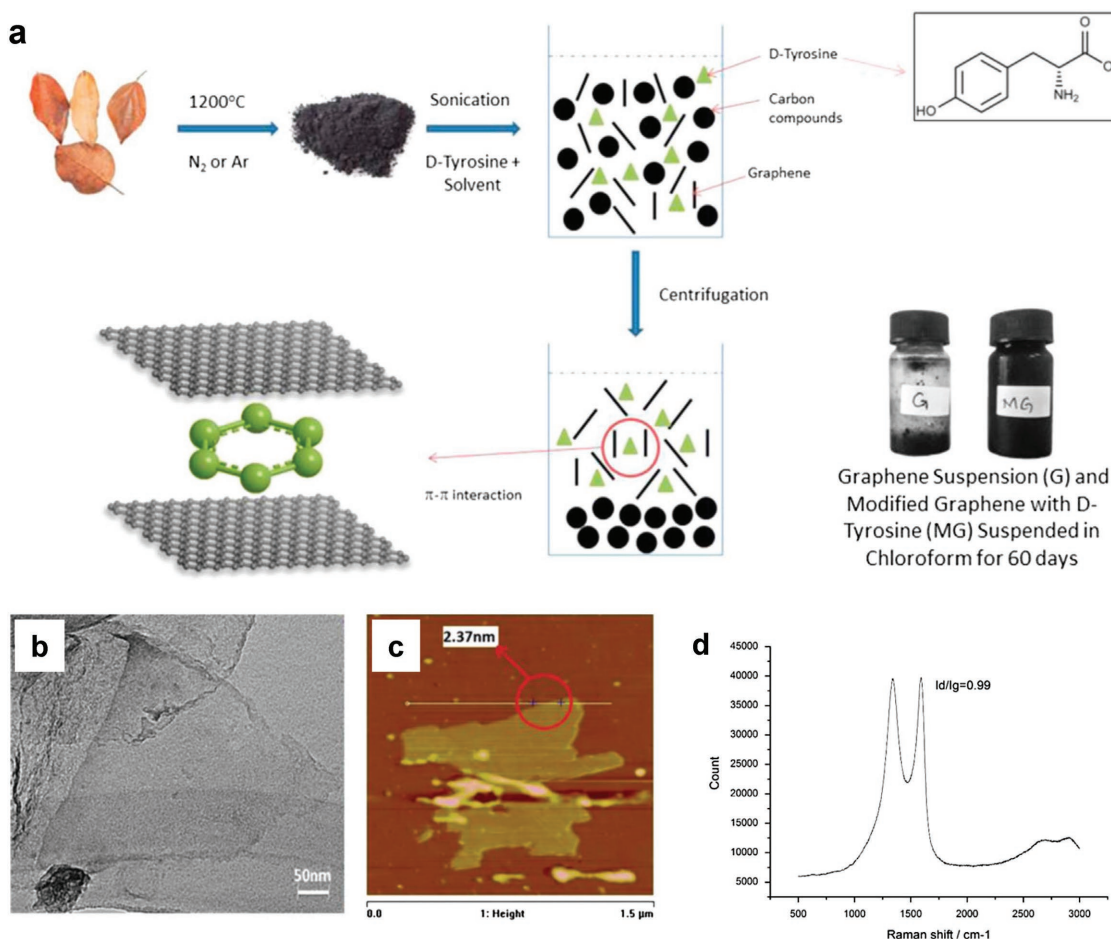 a
1200°C
N₂ or Ar
Sonication
D-Tyrosine +
Solvent
D-Tyrosine
Carbon
compounds
Graphene
O
O
HO
NH₂
Centrifugation
π-π interaction
G
MG
Graphene Suspension (G) and
Modified Graphene with D-
Tyrosine (MG) Suspended in
Chloroform for 60 days
b
50nm
c
2.37nm
0.0
1: Height
1.5 µm
d
Id/Ig=0.99
Count
45000
40000
35000
30000
25000
20000
15000
10000
5000
500
1000
1500
2000
2500
3000
Raman shift / cm-1